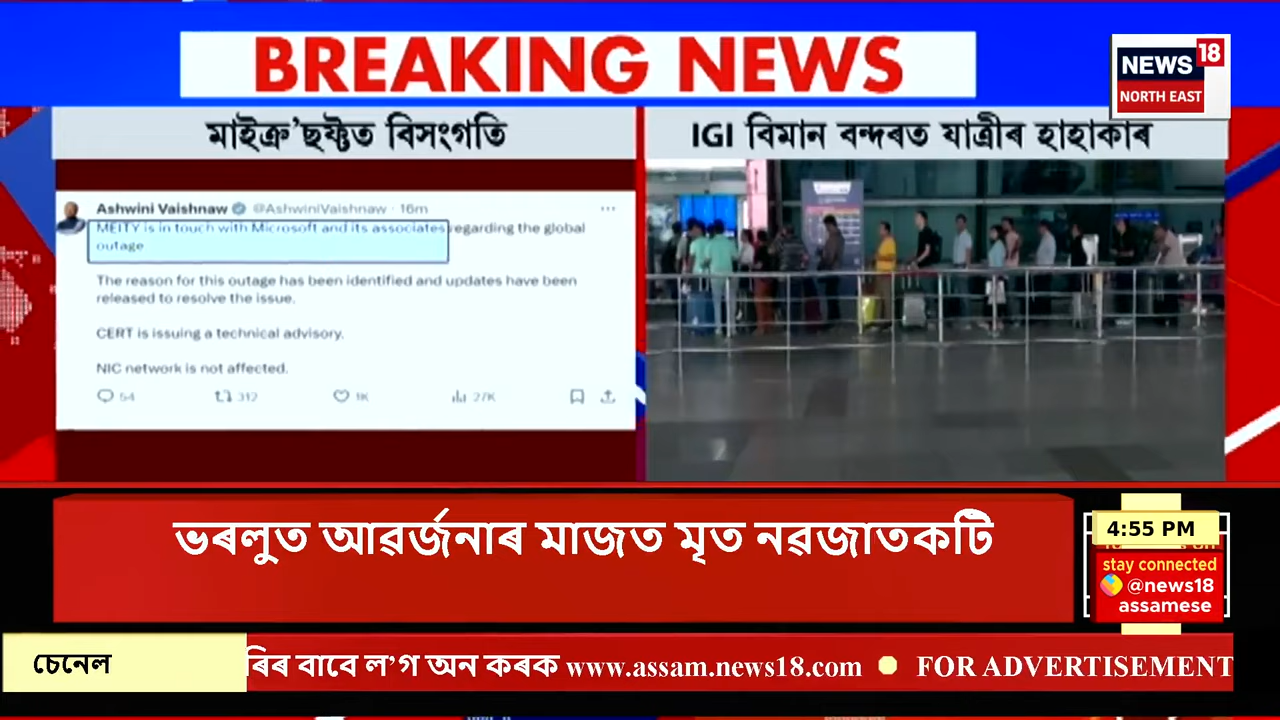 BREAKING NEWS
NEWS 18
NORTH EAST
মাইক্ৰ'ছফ্টত বিসংগতি
IGI বিমান বন্দৰত যাত্ৰীৰ হাহাকাৰ
Ashwini Vaishnaw @AshwiniVaishnaw · 16m
MEITY is in touch with Microsoft and its associates regarding the global
outage
The reason for this outage has been identified and updates have been
released to resolve the issue.
CERT is issuing a technical advisory.
NIC network is not affected.
54 312 1K 27K
ভৰলুত আৱৰ্জনাৰ মাজত মৃত নৱজাতকটি
4:55 PM
stay connected
@news18
assamese
চেনেল
ৰিৰ বাবে ল'গ অন কৰক www.assam.news18.com ● FOR ADVERTISEMENT